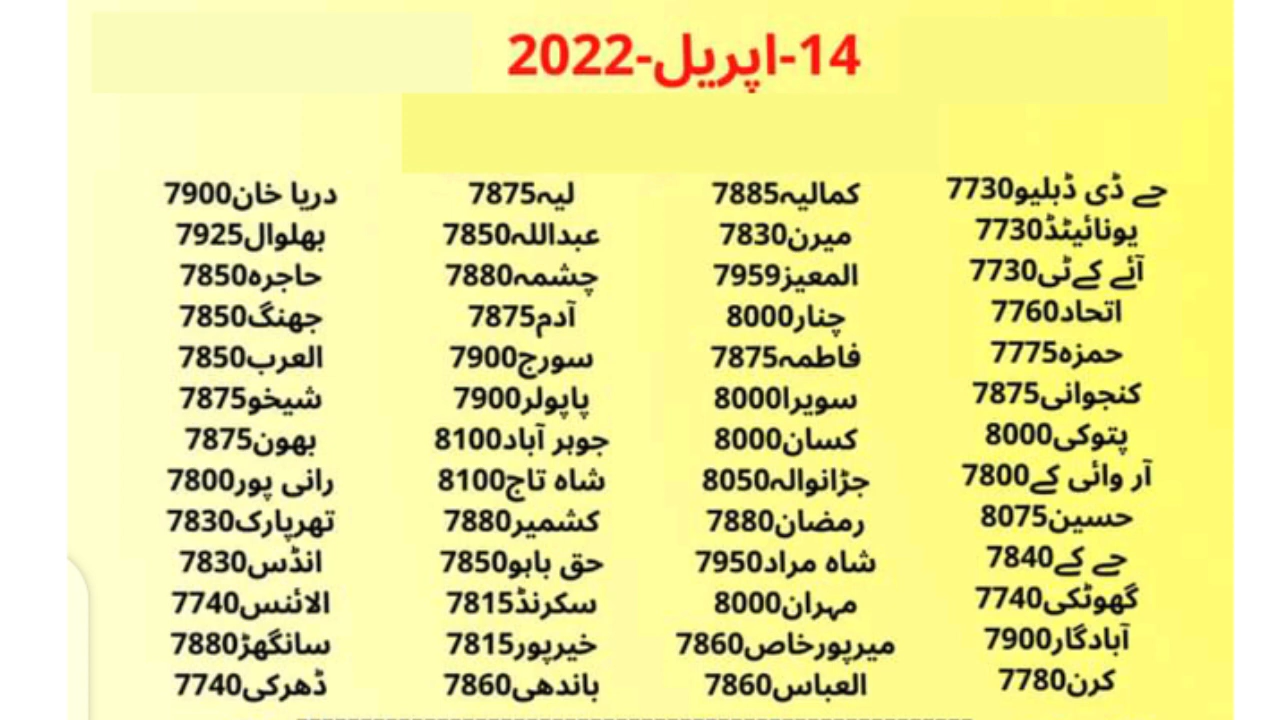 14-اپریل-2022
جے ڈی ڈبلیو7730 کمالیہ7885 لیہ7875 دریا خان7900
یونائیٹڈ7730 میرن7830 عبداللہ7850 بھلوال7925
آئے کےٹی7730 المعیز7959 چشمہ7880 حاجرہ7850
اتحاد7760 چنار8000 آدم7875 جھنگ7850
حمزہ7775 فاطمہ7875 سورج7900 العرب7850
کنجوانی7875 سویرا8000 پاپولر7900 شیخو7875
پتوکی8000 کسان8000 جوہر آباد8100 بھون7875
آر وائی کے7800 جڑانوالہ8050 شاہ تاج8100 رانی پور7800
حسین8075 رمضان7880 کشمیر7880 تھرپارک7830
جے کے7840 شاہ مراد7950 حق باہو7850 انڈس7830
گھوٹکی7740 مہران8000 سکرنڈ7815 الائنس7740
آبادگار7900 میرپورخاص7860 خیرپور7815 سانگھڑ7880
کرن7780 العباس7860 باندھی7860 ڈھرکی7740